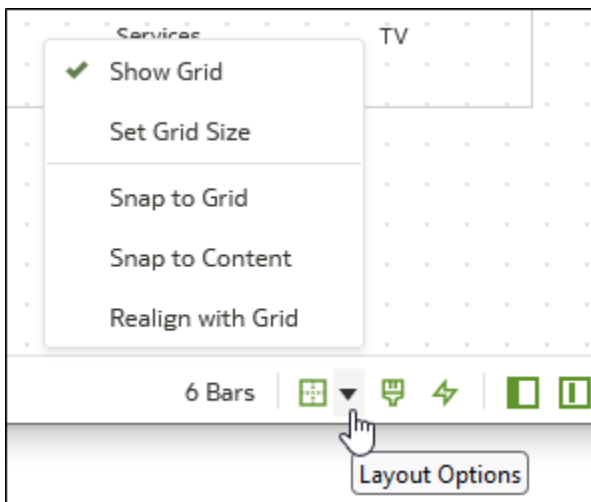 Services
TV
Show Grid
Set Grid Size
Snap to Grid
Snap to Content
Realign with Grid
6 Bars
Layout Options